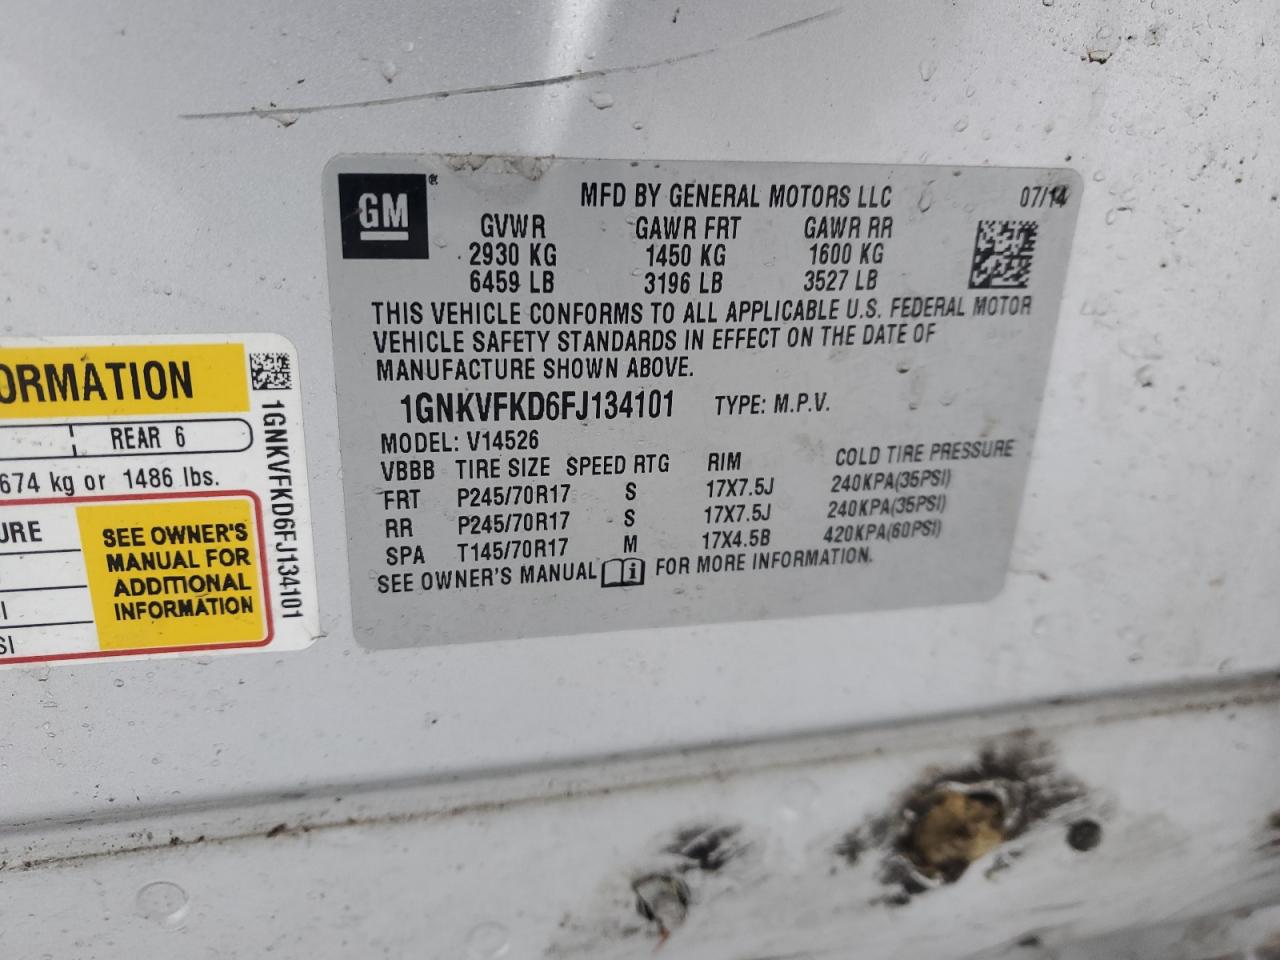 GM®
MFD BY GENERAL MOTORS LLC 07/14
GVWR GAWR FRT GAWR RR
2930 KG 1450 KG 1600 KG
6459 LB 3196 LB 3527 LB
THIS VEHICLE CONFORMS TO ALL APPLICABLE U.S. FEDERAL MOTOR
VEHICLE SAFETY STANDARDS IN EFFECT ON THE DATE OF
MANUFACTURE SHOWN ABOVE.
1GNKVFKD6FJ134101 TYPE: M.P.V.
MODEL: V14526
VBBB TIRE SIZE SPEED RTG RIM COLD TIRE PRESSURE
FRT P245/70R17 S 17X7.5J 240KPA(35PSI)
RR P245/70R17 S 17X7.5J 240KPA(35PSI)
SPA T145/70R17 M 17X4.5B 420KPA(60PSI)
SEE OWNER'S MANUAL FOR MORE INFORMATION.
ORMATION
REAR 6
674 kg or 1486 lbs.
URE
SEE OWNER'S
MANUAL FOR
ADDITIONAL
INFORMATION
I
SI
1GNKVFKD6FJ134101